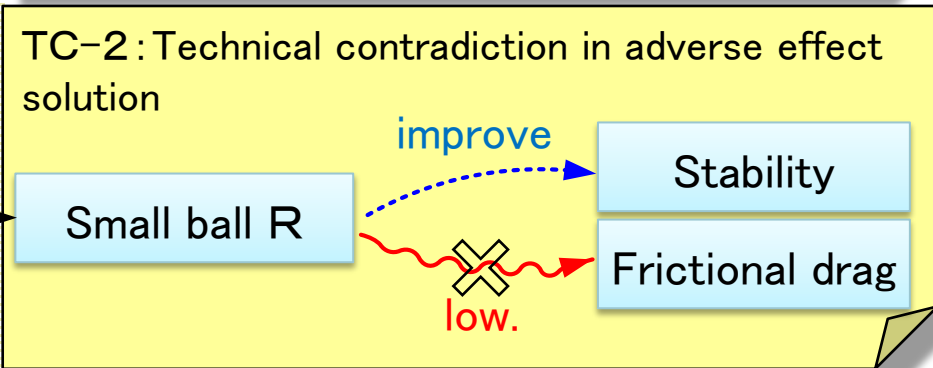 TC-2:Technical contradiction in adverse effect
solution
improve
Stability
Small ball R
Frictional drag
low.